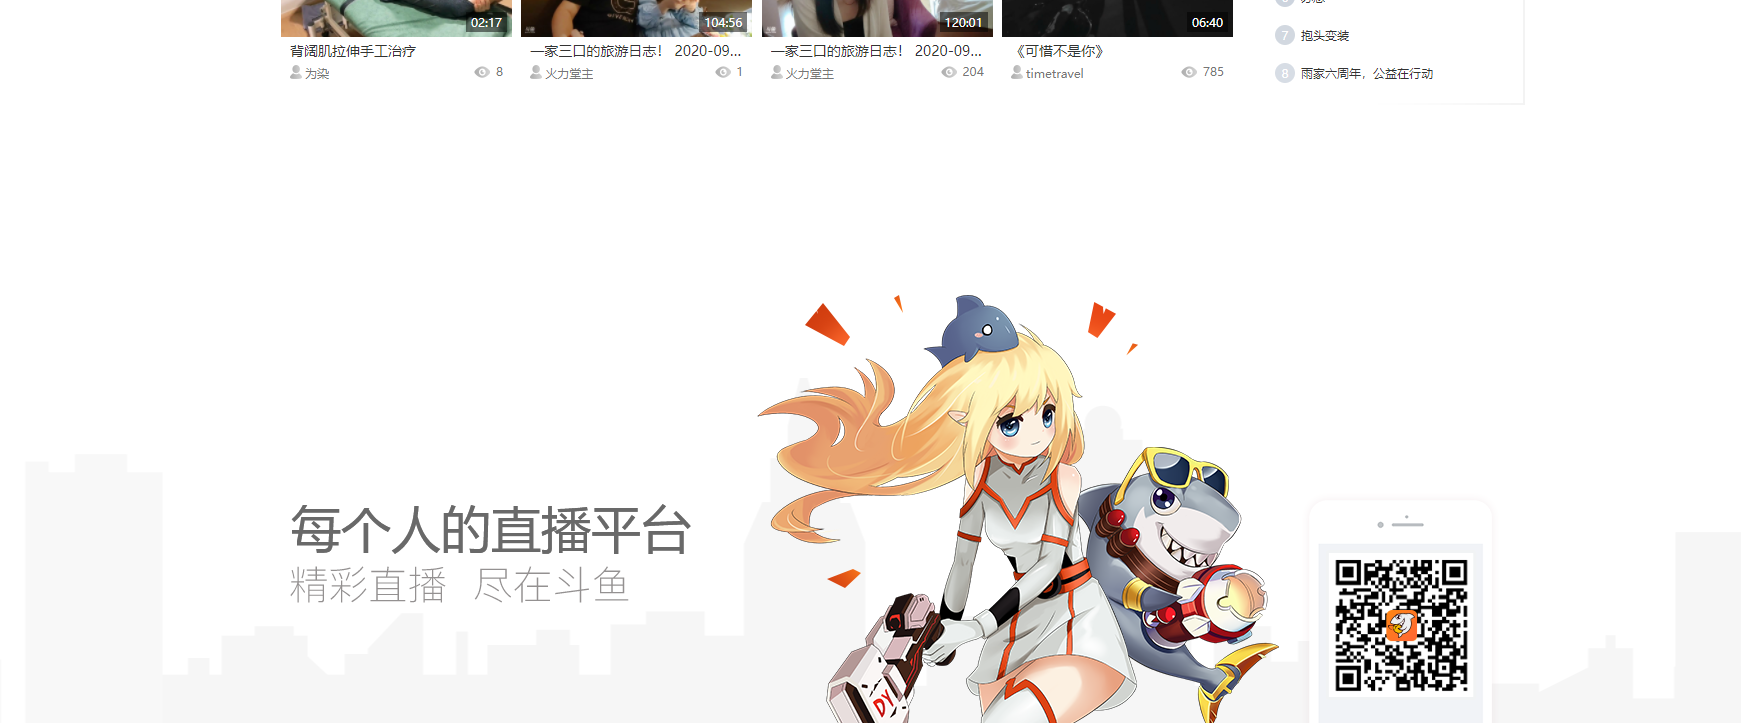 02:17
104:56
120:01
06:40
背阔肌拉伸手工治疗
一家三口的旅游日志！ 2020-09...
一家三口的旅游日志！ 2020-09...
《可惜不是你》
为染 8
火力堂主 1
火力堂主 204
timetravel 785
7 抱头变装
8 雨家六周年，公益在行动
每个人的直播平台
精彩直播 尽在斗鱼
DY